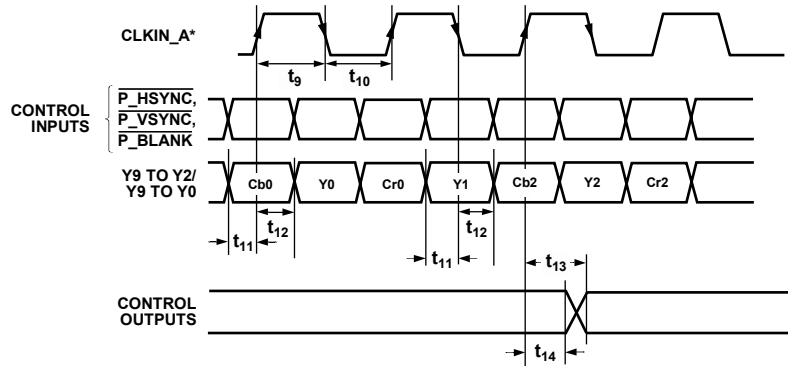 CLKIN_A*
t9
t10
CONTROL
INPUTS
P_HSYNC,
P_VSYNC,
P_BLANK
Y9 TO Y2/
Y9 TO Y0
Cb0
Y0
Cr0
Y1
Cb2
Y2
Cr2
t12
t12
t11
t11
t13
CONTROL
OUTPUTS
t14